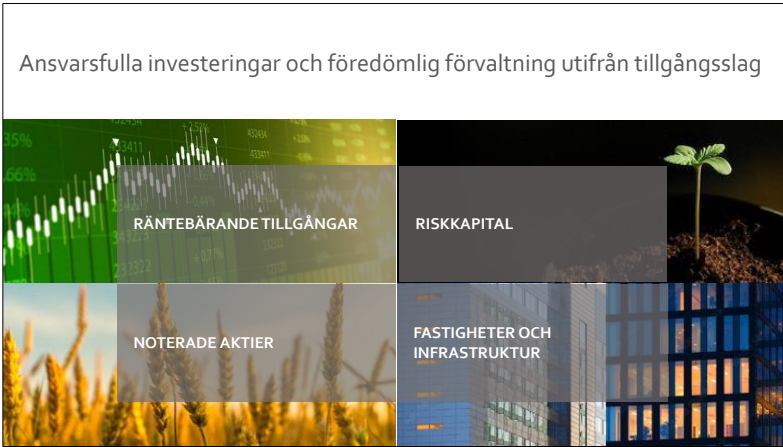 Ansvarsfulla investeringar och föredömlig förvaltning utifrån tillgångsslag
RÄNTEBÄRANDE TILLGÅNGAR
RISKKAPITAL
NOTERADE AKTIER
FASTIGHETER OCH
INFRASTRUKTUR